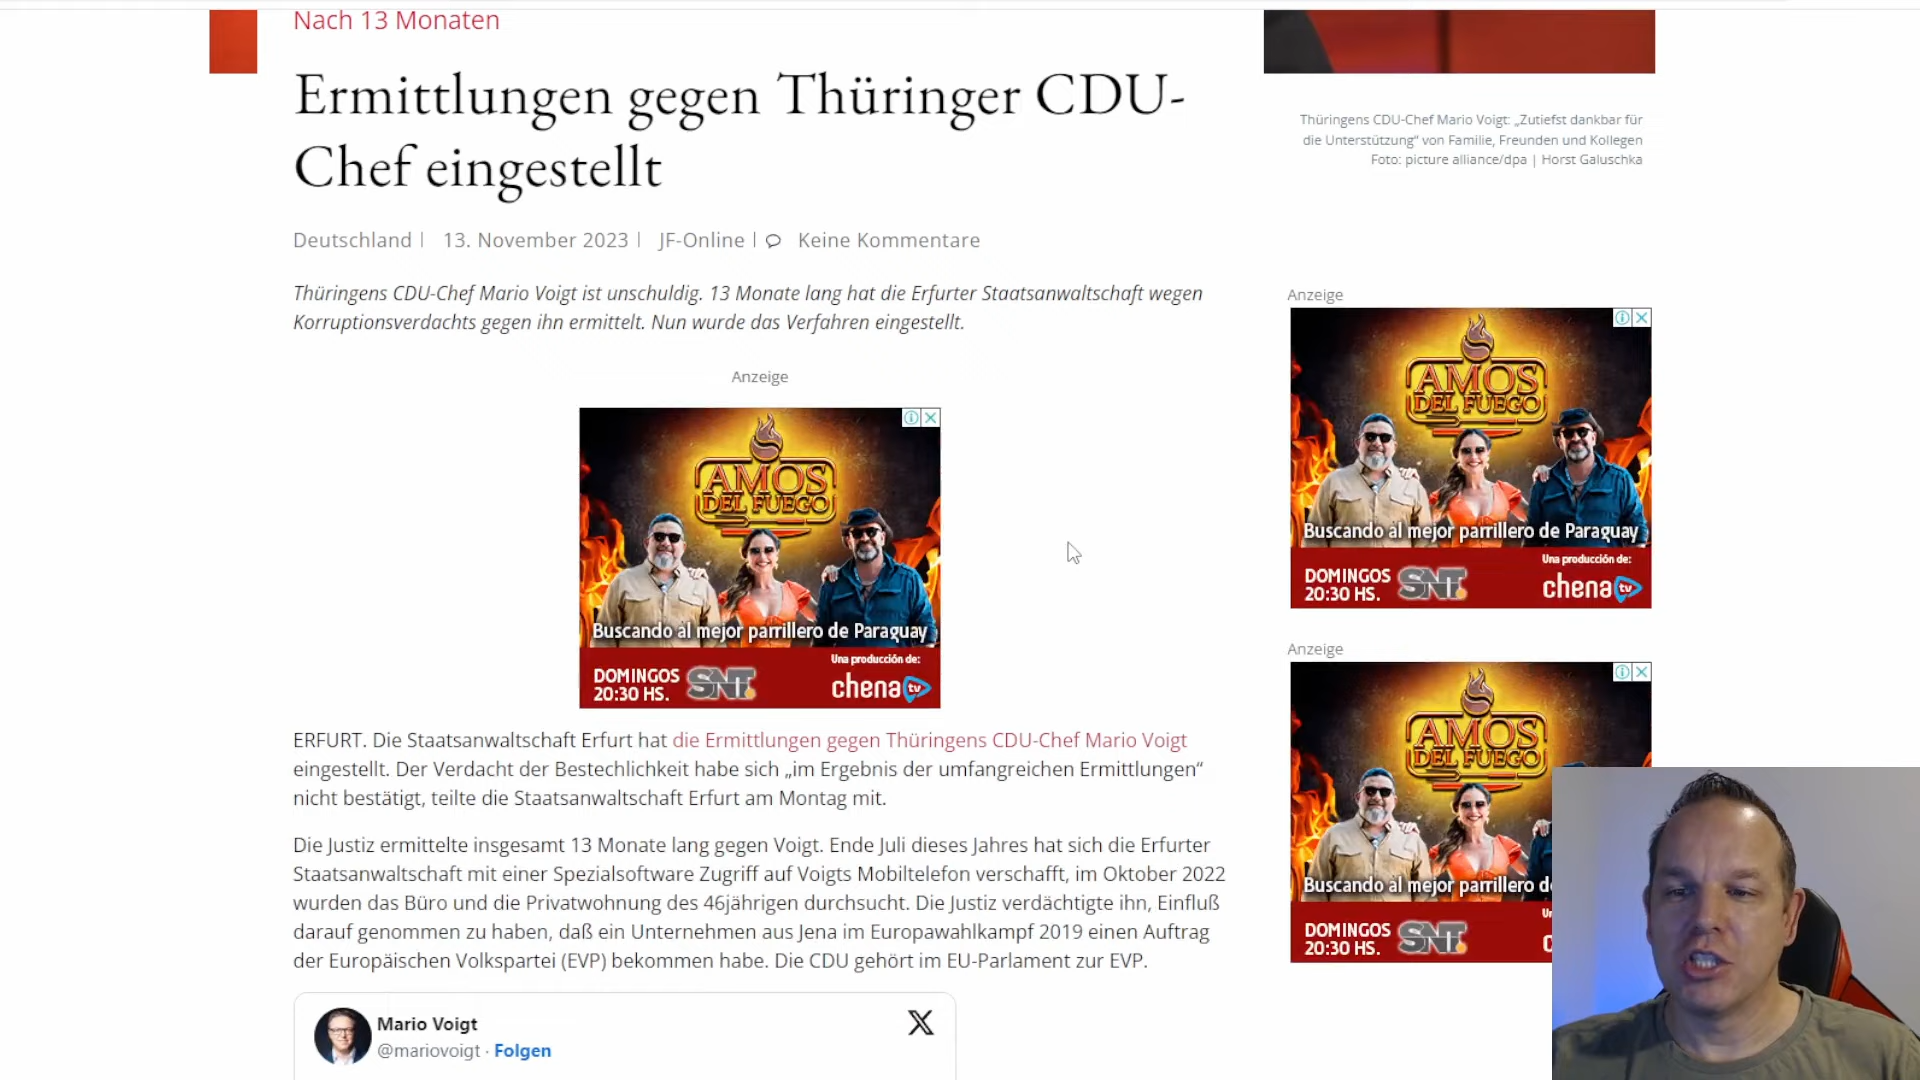 Nach 13 Monaten
Ermittlungen gegen Thüringer CDU-
Chef eingestellt
Deutschland | 13. November 2023 | JF-Online | Keine Kommentare
Thüringens CDU-Chef Mario Voigt ist unschuldig. 13 Monate lang hat die Erfurter Staatsanwaltschaft wegen
Korruptionsverdachts gegen ihn ermittelt. Nun wurde das Verfahren eingestellt.
Anzeige
AMOS
DEL FUEGO
Buscando al mejor parrillero de Paraguay
DOMINGOS
20:30 HS.
SNT
Una producción de:
chena tv
ERFURT. Die Staatsanwaltschaft Erfurt hat die Ermittlungen gegen Thüringens CDU-Chef Mario Voigt
eingestellt. Der Verdacht der Bestechlichkeit habe sich „im Ergebnis der umfangreichen Ermittlungen“
nicht bestätigt, teilte die Staatsanwaltschaft Erfurt am Montag mit.
Die Justiz ermittelte insgesamt 13 Monate lang gegen Voigt. Ende Juli dieses Jahres hat sich die Erfurter
Staatsanwaltschaft mit einer Spezialsoftware Zugriff auf Voigts Mobiltelefon verschafft, im Oktober 2022
wurden das Büro und die Privatwohnung des 46jährigen durchsucht. Die Justiz verdächtigte ihn, Einfluß
darauf genommen zu haben, daß ein Unternehmen aus Jena im Europawahlkampf 2019 einen Auftrag
der Europäischen Volkspartei (EVP) bekommen habe. Die CDU gehört im EU-Parlament zur EVP.
Mario Voigt
@mariovoigt · Folgen
Thüringens CDU-Chef Mario Voigt: „Zutiefst dankbar für
die Unterstützung“ von Familie, Freunden und Kollegen
Foto: picture alliance/dpa | Horst Galuschka
Anzeige
AMOS
DEL FUEGO
Buscando al mejor parrillero de Paraguay
DOMINGOS
20:30 HS.
SNT
Una producción de:
chena tv
Anzeige
AMOS
DEL FUEGO
Buscando al mejor parrillero d
DOMINGOS
20:30 HS.
SNT